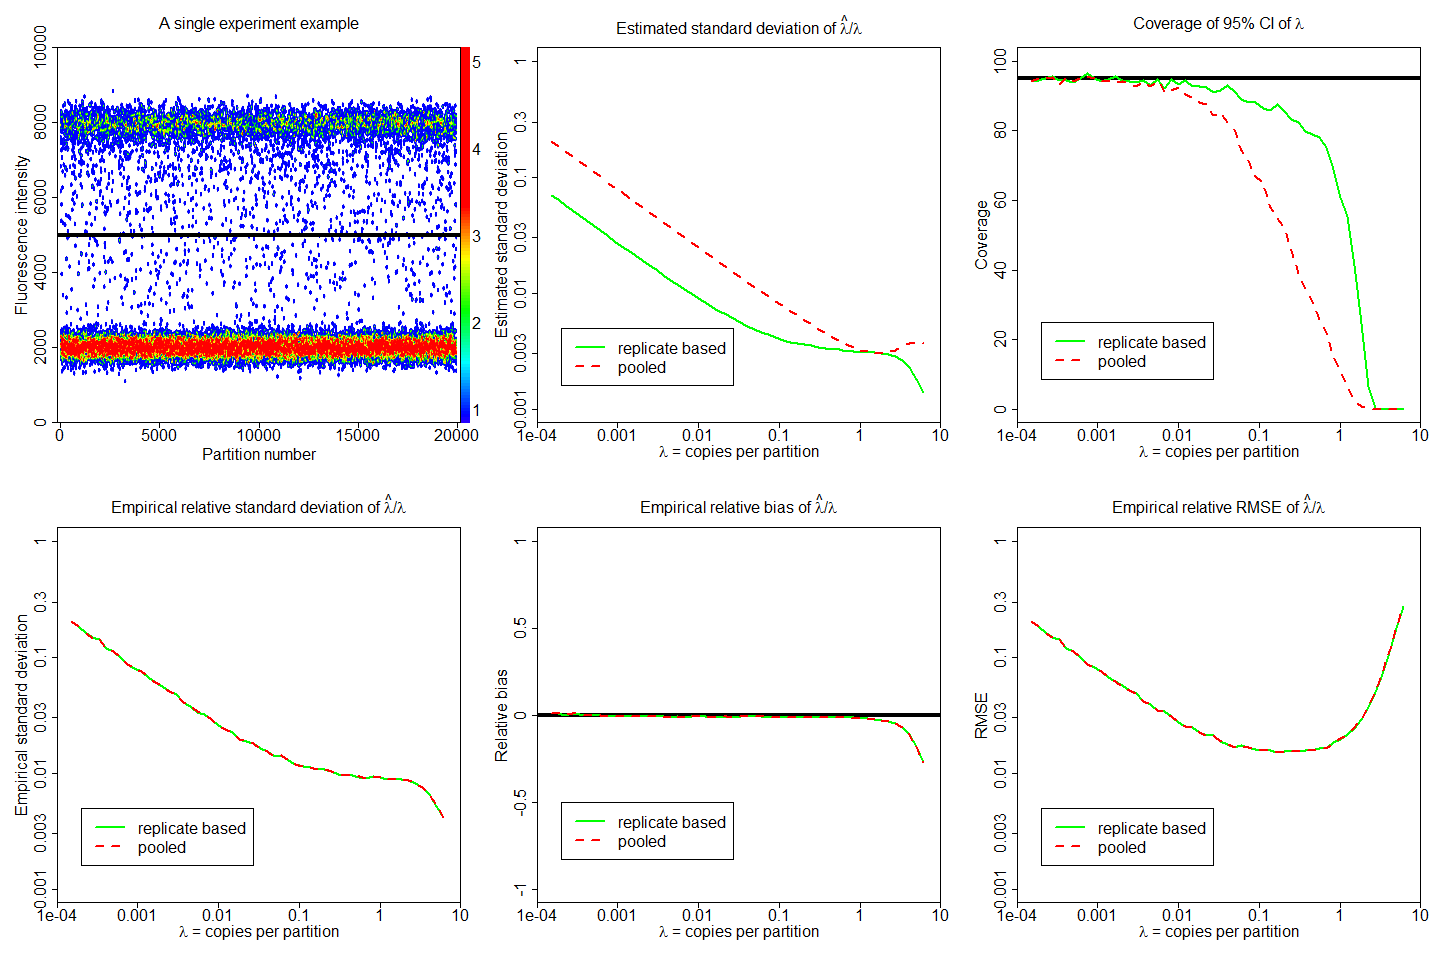 A single experiment example
Fluorescence intensity
0 2000 4000 6000 8000 10000
1 2 3 4 5
0 5000 10000 15000 20000
Partition number
Estimated standard deviation of λ̂/λ
Estimated standard deviation
0.001 0.003 0.01 0.03 0.1 0.3 1
replicate based
pooled
1e-04 0.001 0.01 0.1 1 10
λ = copies per partition
Coverage of 95% CI of λ
Coverage
0 20 40 60 80 100
replicate based
pooled
1e-04 0.001 0.01 0.1 1 10
λ = copies per partition
Empirical relative standard deviation of λ̂/λ
Empirical standard deviation
0.001 0.003 0.01 0.03 0.1 0.3 1
replicate based
pooled
1e-04 0.001 0.01 0.1 1 10
λ = copies per partition
Empirical relative bias of λ̂/λ
Relative bias
-1 -0.5 0 0.5 1
replicate based
pooled
1e-04 0.001 0.01 0.1 1 10
λ = copies per partition
Empirical relative RMSE of λ̂/λ
RMSE
0.001 0.003 0.01 0.03 0.1 0.3 1
replicate based
pooled
1e-04 0.001 0.01 0.1 1 10
λ = copies per partition